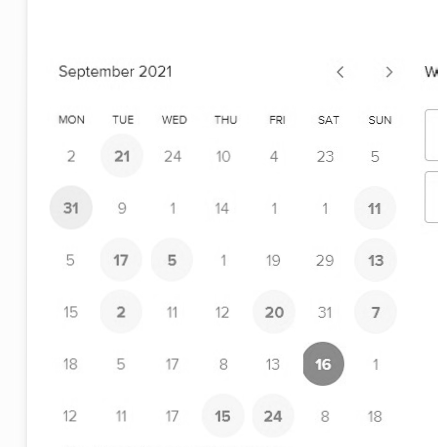 September 2021
W
MON TUE WED THU FRI SAT SUN
2 21 24 10 4 23 5
31 9 1 14 1 1 11
5 17 5 1 19 29 13
15 2 11 12 20 31 7
18 5 17 8 13 16 1
12 11 17 15 24 8 18